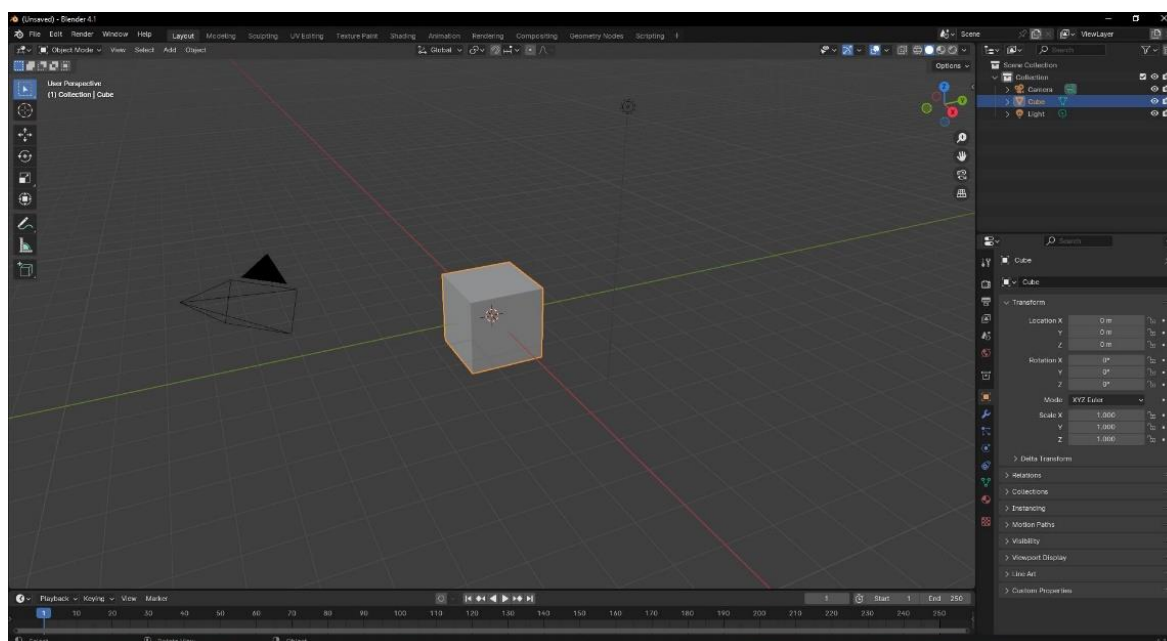 (Unsaved) - Blender 4.1
File Edit Render Window Help Layout Modeling Sculpting UV Editing Texture Paint Shading Animation Rendering Compositing Geometry Nodes Scripting + Scene ViewLayer
Object Mode View Select Add Object Global Search
Options
User Perspective
(1) Collection | Cube
Scene Collection
Collection
Camera
Cube
Light
Z
Y
X
Search
Cube
Cube
Transform
Location X 0 m
Y 0 m
Z 0 m
Rotation X 0°
Y 0°
Z 0°
Mode XYZ Euler
Scale X 1.000
Y 1.000
Z 1.000
Delta Transform
Relations
Collections
Instancing
Motion Paths
Visibility
Viewport Display
Line Art
Custom Properties
Playback Keying View Marker 1 Start 1 End 250
1 10 20 30 40 50 60 70 80 90 100 110 120 130 140 150 160 170 180 190 200 210 220 230 240 250